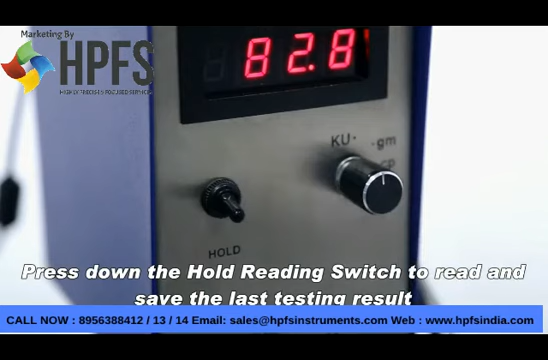 Marketing By
HPFS
HIGHLY PRECISED FOCUSED SERVICES
82.8
KU· -gm
CP
HOLD
Press down the Hold Reading Switch to read and
save the last testing result
CALL NOW : 8956388412 / 13 / 14 Email: sales@hpfsinstruments.com Web : www.hpfsindia.com